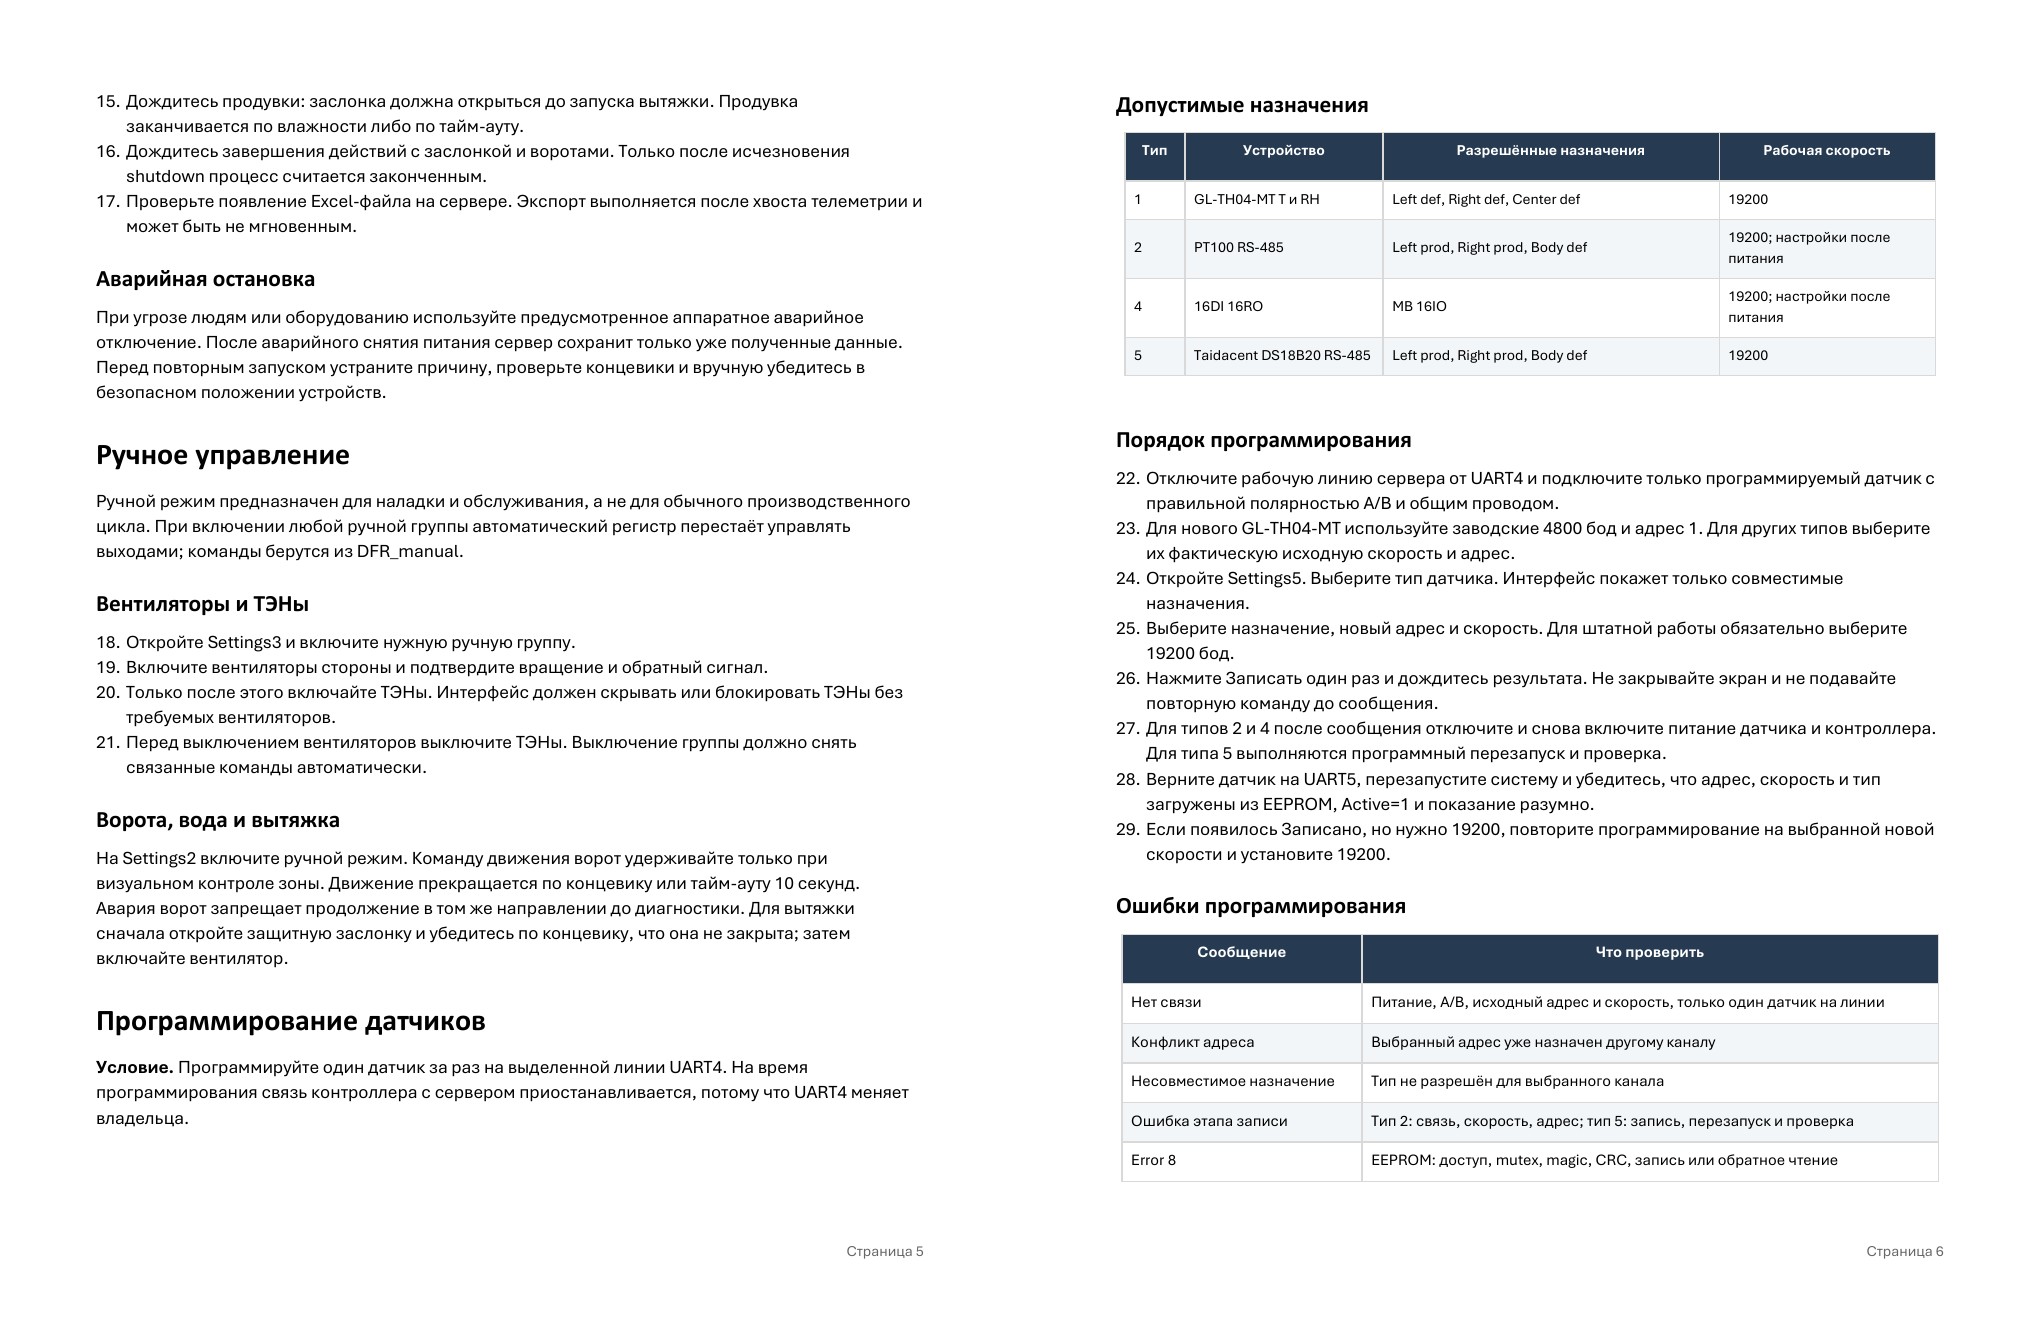 15. Дождитесь продувки: заслонка должна открыться до запуска вытяжки. Продувка
заканчивается по влажности либо по тайм-ауту.
16. Дождитесь завершения действий с заслонкой и воротами. Только после исчезновения
shutdown процесс считается законченным.
17. Проверьте появление Excel-файла на сервере. Экспорт выполняется после хвоста телеметрии и
может быть не мгновенным.
Аварийная остановка
При угрозе людям или оборудованию используйте предусмотренное аппаратное аварийное
отключение. После аварийного снятия питания сервер сохранит только уже полученные данные.
Перед повторным запуском устраните причину, проверьте концевики и вручную убедитесь в
безопасном положении устройств.
Ручное управление
Ручной режим предназначен для наладки и обслуживания, а не для обычного производственного
цикла. При включении любой ручной группы автоматический регистр перестаёт управлять
выходами; команды берутся из DFR_manual.
Вентиляторы и ТЭНы
18. Откройте Settings3 и включите нужную ручную группу.
19. Включите вентиляторы стороны и подтвердите вращение и обратный сигнал.
20. Только после этого включайте ТЭНы. Интерфейс должен скрывать или блокировать ТЭНы без
требуемых вентиляторов.
21. Перед выключением вентиляторов выключите ТЭНы. Выключение группы должно снять
связанные команды автоматически.
Ворота, вода и вытяжка
На Settings2 включите ручной режим. Команду движения ворот удерживайте только при
визуальном контроле зоны. Движение прекращается по концевику или тайм-ауту 10 секунд.
Авария ворот запрещает продолжение в том же направлении до диагностики. Для вытяжки
сначала откройте защитную заслонку и убедитесь по концевику, что она не закрыта; затем
включайте вентилятор.
Программирование датчиков
Условие. Программируйте один датчик за раз на выделенной линии UART4. На время
программирования связь контроллера с сервером приостанавливается, потому что UART4 меняет
владельца.
Страница 5
Допустимые назначения
Тип Устройство Разрешённые назначения Рабочая скорость
1 GL-TH04-MT T и RH Left def, Right def, Center def 19200
2 PT100 RS-485 Left prod, Right prod, Body def 19200; настройки после
питания
4 16DI 16RO MB 16IO 19200; настройки после
питания
5 Taidacent DS18B20 RS-485 Left prod, Right prod, Body def 19200
Порядок программирования
22. Отключите рабочую линию сервера от UART4 и подключите только программируемый датчик с
правильной полярностью A/B и общим проводом.
23. Для нового GL-TH04-MT используйте заводские 4800 бод и адрес 1. Для других типов выберите
их фактическую исходную скорость и адрес.
24. Откройте Settings5. Выберите тип датчика. Интерфейс покажет только совместимые
назначения.
25. Выберите назначение, новый адрес и скорость. Для штатной работы обязательно выберите
19200 бод.
26. Нажмите Записать один раз и дождитесь результата. Не закрывайте экран и не подавайте
повторную команду до сообщения.
27. Для типов 2 и 4 после сообщения отключите и снова включите питание датчика и контроллера.
Для типа 5 выполняются программный перезапуск и проверка.
28. Верните датчик на UART5, перезапустите систему и убедитесь, что адрес, скорость и тип
загружены из EEPROM, Active=1 и показание разумно.
29. Если появилось Записано, но нужно 19200, повторите программирование на выбранной новой
скорости и установите 19200.
Ошибки программирования
Сообщение Что проверить
Нет связи Питание, A/B, исходный адрес и скорость, только один датчик на линии
Конфликт адреса Выбранный адрес уже назначен другому каналу
Несовместимое назначение Тип не разрешён для выбранного канала
Ошибка этапа записи Тип 2: связь, скорость, адрес; тип 5: запись, перезапуск и проверка
Error 8 EEPROM: доступ, mutex, magic, CRC, запись или обратное чтение
Страница 6